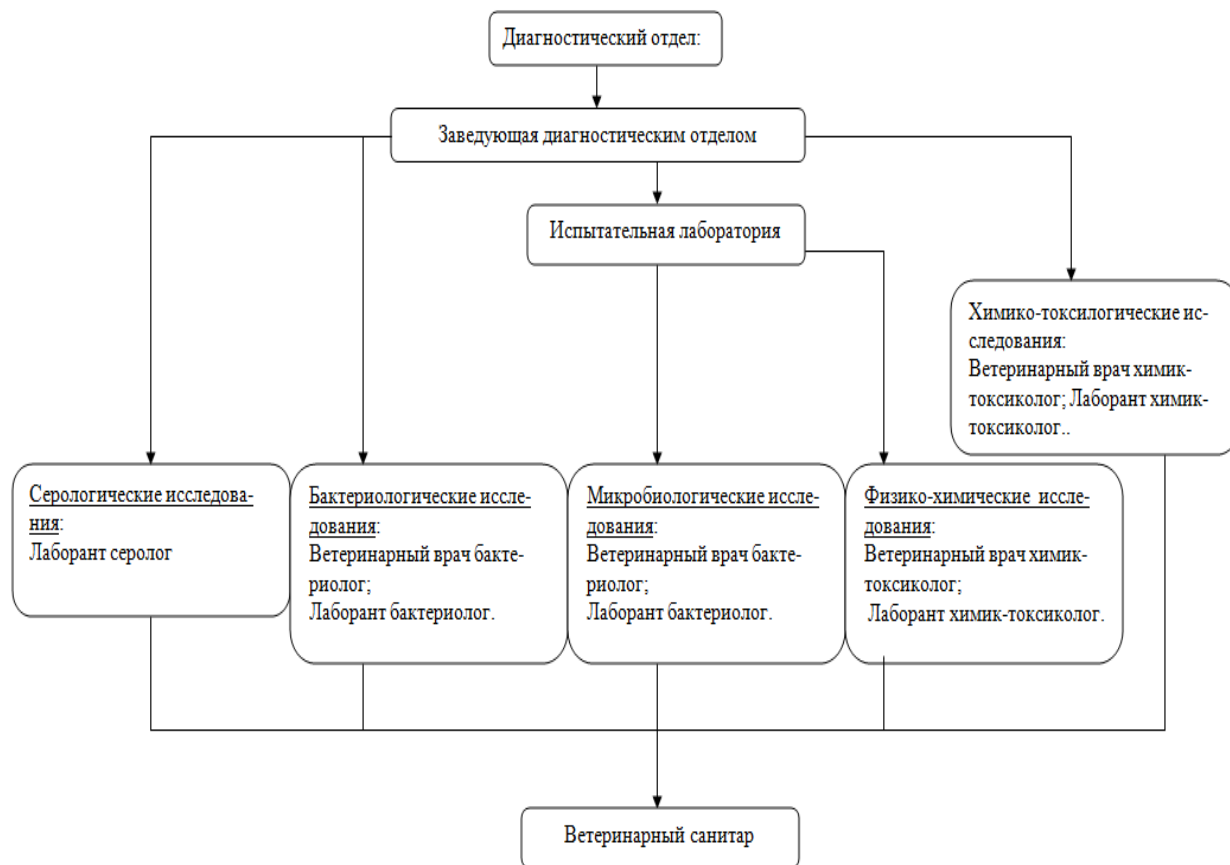 Диагностический отдел:
Заведующая диагностическим отделом
Испытательная лаборатория
Химико-токсилогические ис-
следования:
Ветеринарный врач химик-
токсиколог; Лаборант химик-
токсиколог..
Серологические исследова-
ния:
Лаборант серолог
Бактериологические иссле-
дования:
Ветеринарный врач бакте-
риолог;
Лаборант бактериолог.
Микробиологические иссле-
дования:
Ветеринарный врач бакте-
риолог;
Лаборант бактериолог.
Физико-химические иссле-
дования:
Ветеринарный врач химик-
токсиколог;
Лаборант химик-токсиколог.
Ветеринарный санитар